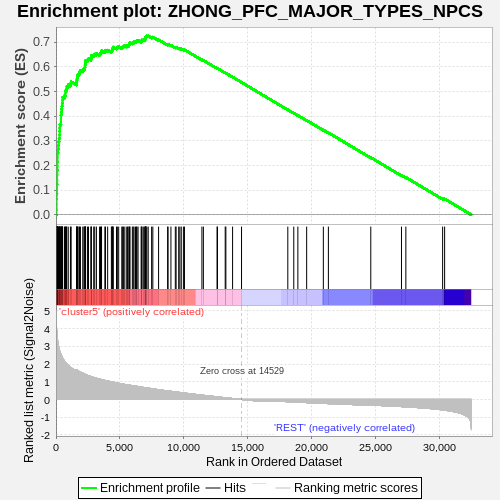 Enrichment plot: ZHONG_PFC_MAJOR_TYPES_NPCS
Enrichment score (ES)
0.7
0.6
0.5
0.4
0.3
0.2
0.1
0.0
Ranked list metric (Signal2Noise)
5
4
3
2
1
0
-1
-2
'cluster5' (positively correlated)
Zero cross at 14529
'REST' (negatively correlated)
0 5,000 10,000 15,000 20,000 25,000 30,000
Rank in Ordered Dataset
Enrichment profile Hits Ranking metric scores